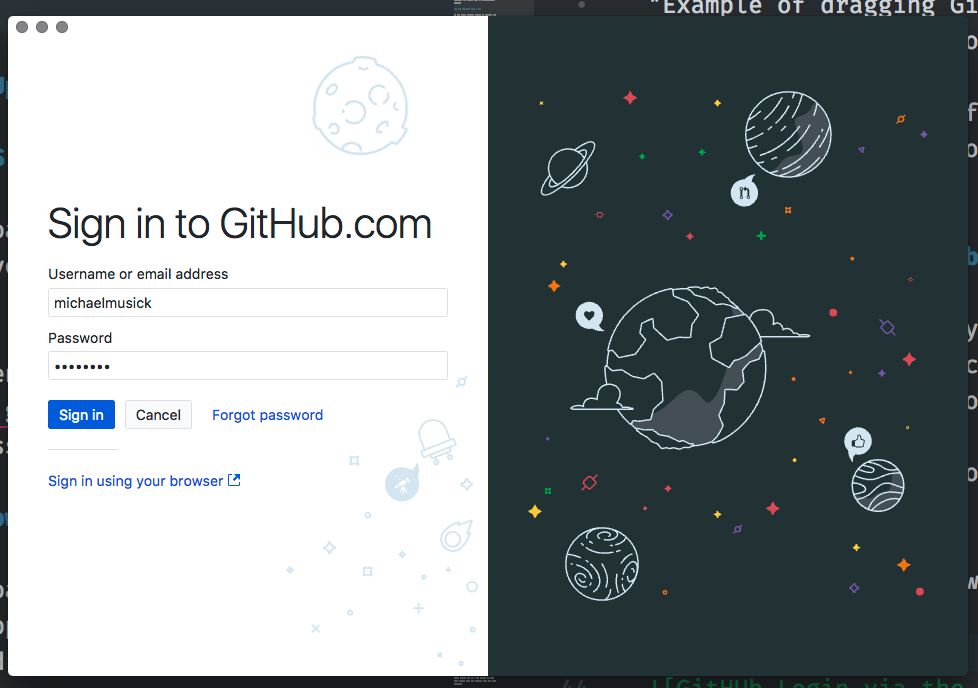 "Example of dragging Gi
Sign in to GitHub.com
Username or email address
michaelmusick
Password
••••••••
Sign in
Cancel
Forgot password
Sign in using your browser
![GitHUb Login via the